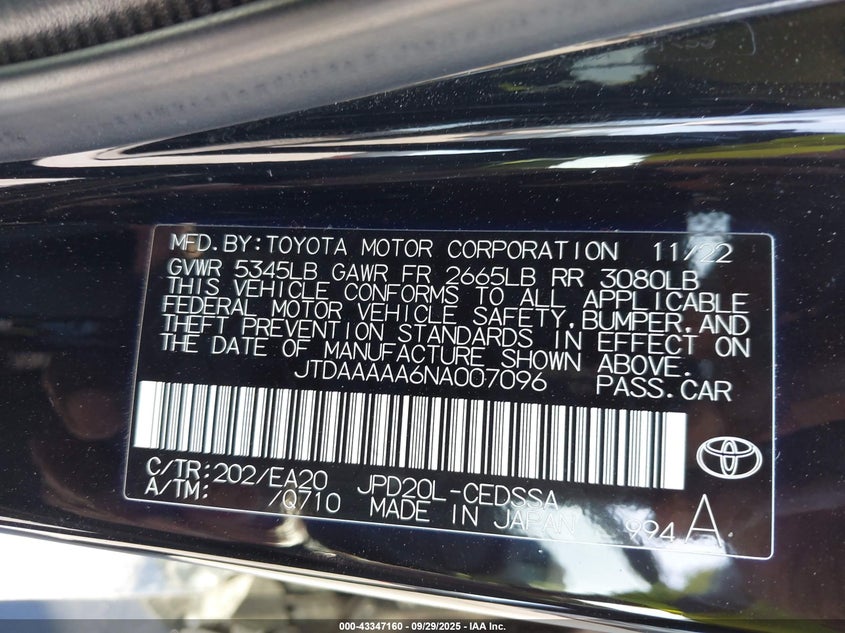 MFD.BY:TOYOTA MOTOR CORPORATION 11/22
GVWR 5345LB GAWR FR 2665LB RR 3080LB
THIS VEHICLE CONFORMS TO ALL APPLICABLE
FEDERAL MOTOR VEHICLE SAFETY,BUMPER,AND
THEFT PREVENTION STANDARDS IN EFFECT ON
THE DATE OF MANUFACTURE SHOWN ABOVE.
JTDAAAAA6NA007096 PASS.CAR
C/TR:202/EA20 JPD20L-CEDSSA
A/TM: /Q710 MADE IN JAPAN 994 A
000-43347160 - 09/29/2025 - IAA Inc.